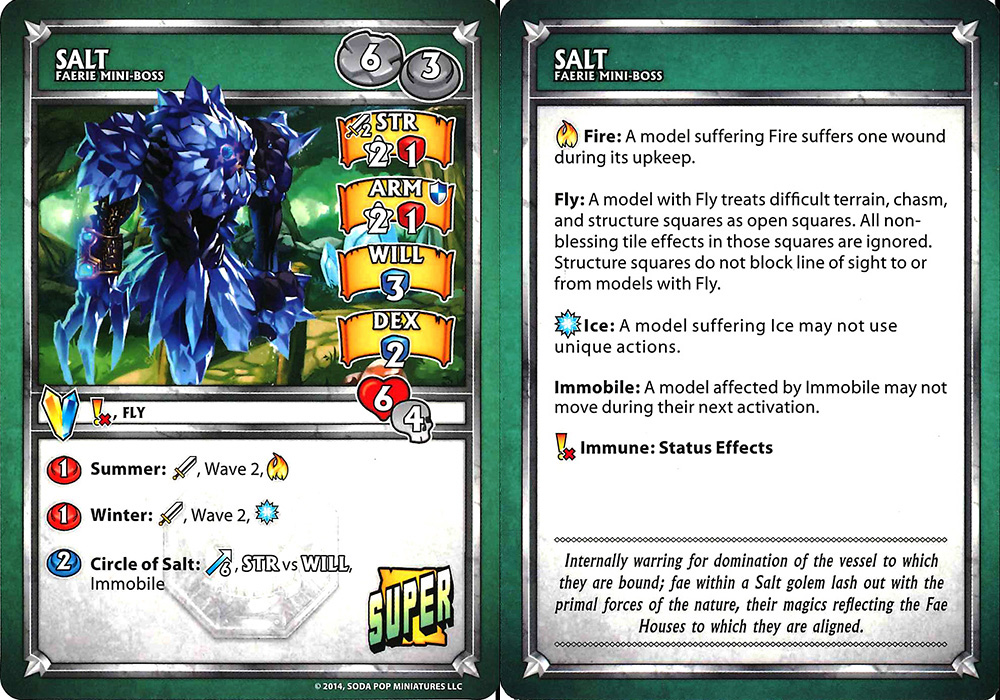 SALT
FAERIE MINI-BOSS
6
3
2
STR
2 1
ARM
2 1
WILL
3
DEX
2
6
4
, FLY
1 Summer: , Wave 2,
1 Winter: , Wave 2,
2 Circle of Salt: 6, STR vs WILL,
Immobile
SUPER
© 2014, SODA POP MINIATURES LLC
SALT
FAERIE MINI-BOSS
Fire: A model suffering Fire suffers one wound
during its upkeep.
Fly: A model with Fly treats difficult terrain, chasm,
and structure squares as open squares. All non-
blessing tile effects in those squares are ignored.
Structure squares do not block line of sight to or
from models with Fly.
Ice: A model suffering Ice may not use
unique actions.
Immobile: A model affected by Immobile may not
move during their next activation.
Immune: Status Effects
Internally warring for domination of the vessel to which
they are bound; fae within a Salt golem lash out with the
primal forces of the nature, their magics reflecting the Fae
Houses to which they are aligned.